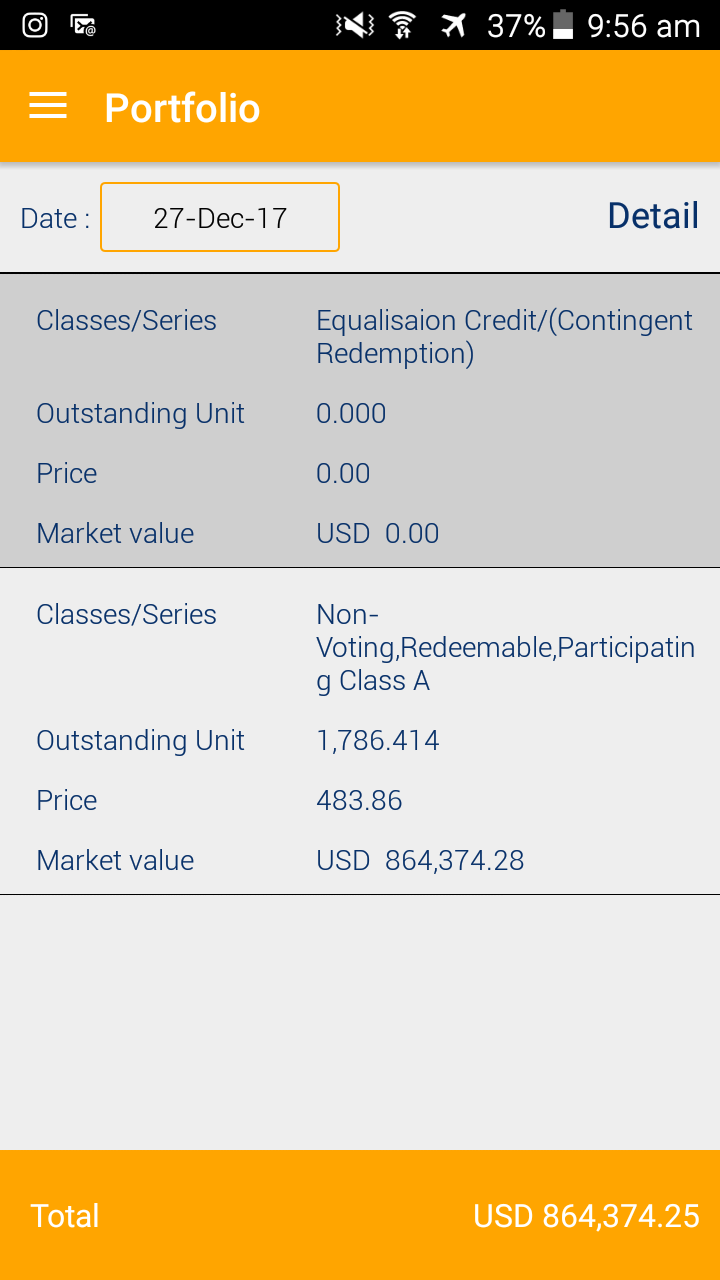 37% 9:56 am
Portfolio
Date : 27-Dec-17 Detail
Classes/Series Equalisaion Credit/(Contingent
Redemption)
Outstanding Unit 0.000
Price 0.00
Market value USD 0.00
Classes/Series Non-
Voting,Redeemable,Participatin
g Class A
Outstanding Unit 1,786.414
Price 483.86
Market value USD 864,374.28
Total USD 864,374.25